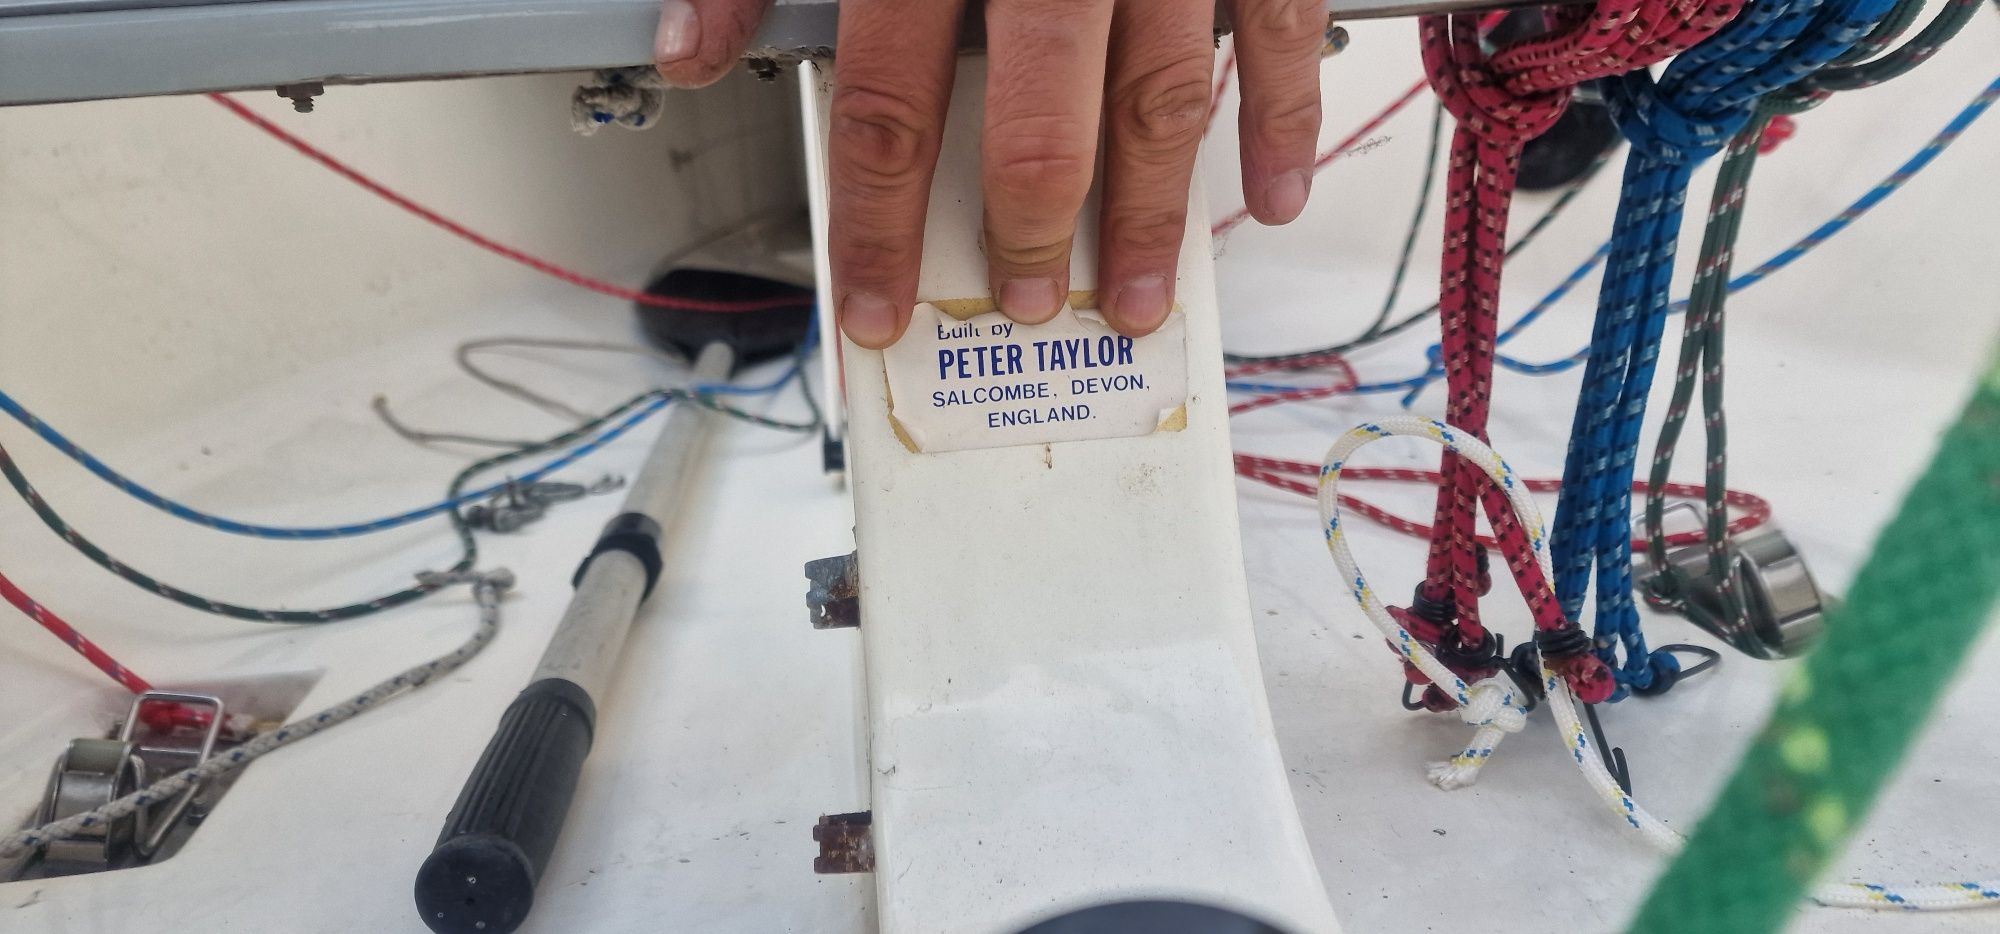 Built by
PETER TAYLOR
SALCOMBE, DEVON,
ENGLAND.